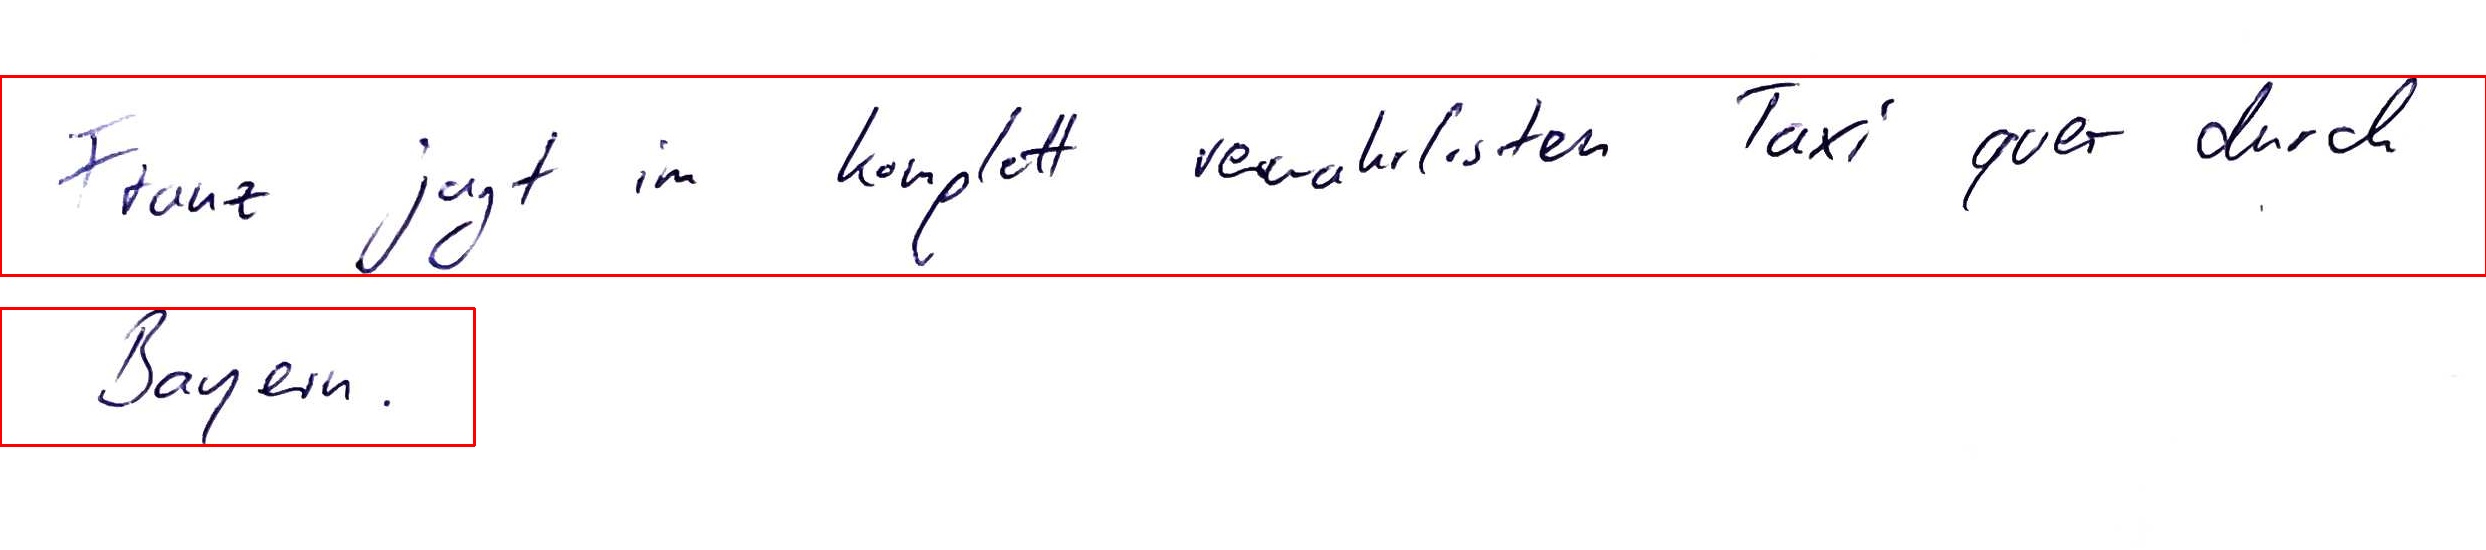 Franz jagt im komplett verwahrlosten Taxi quer durch
Bayern.